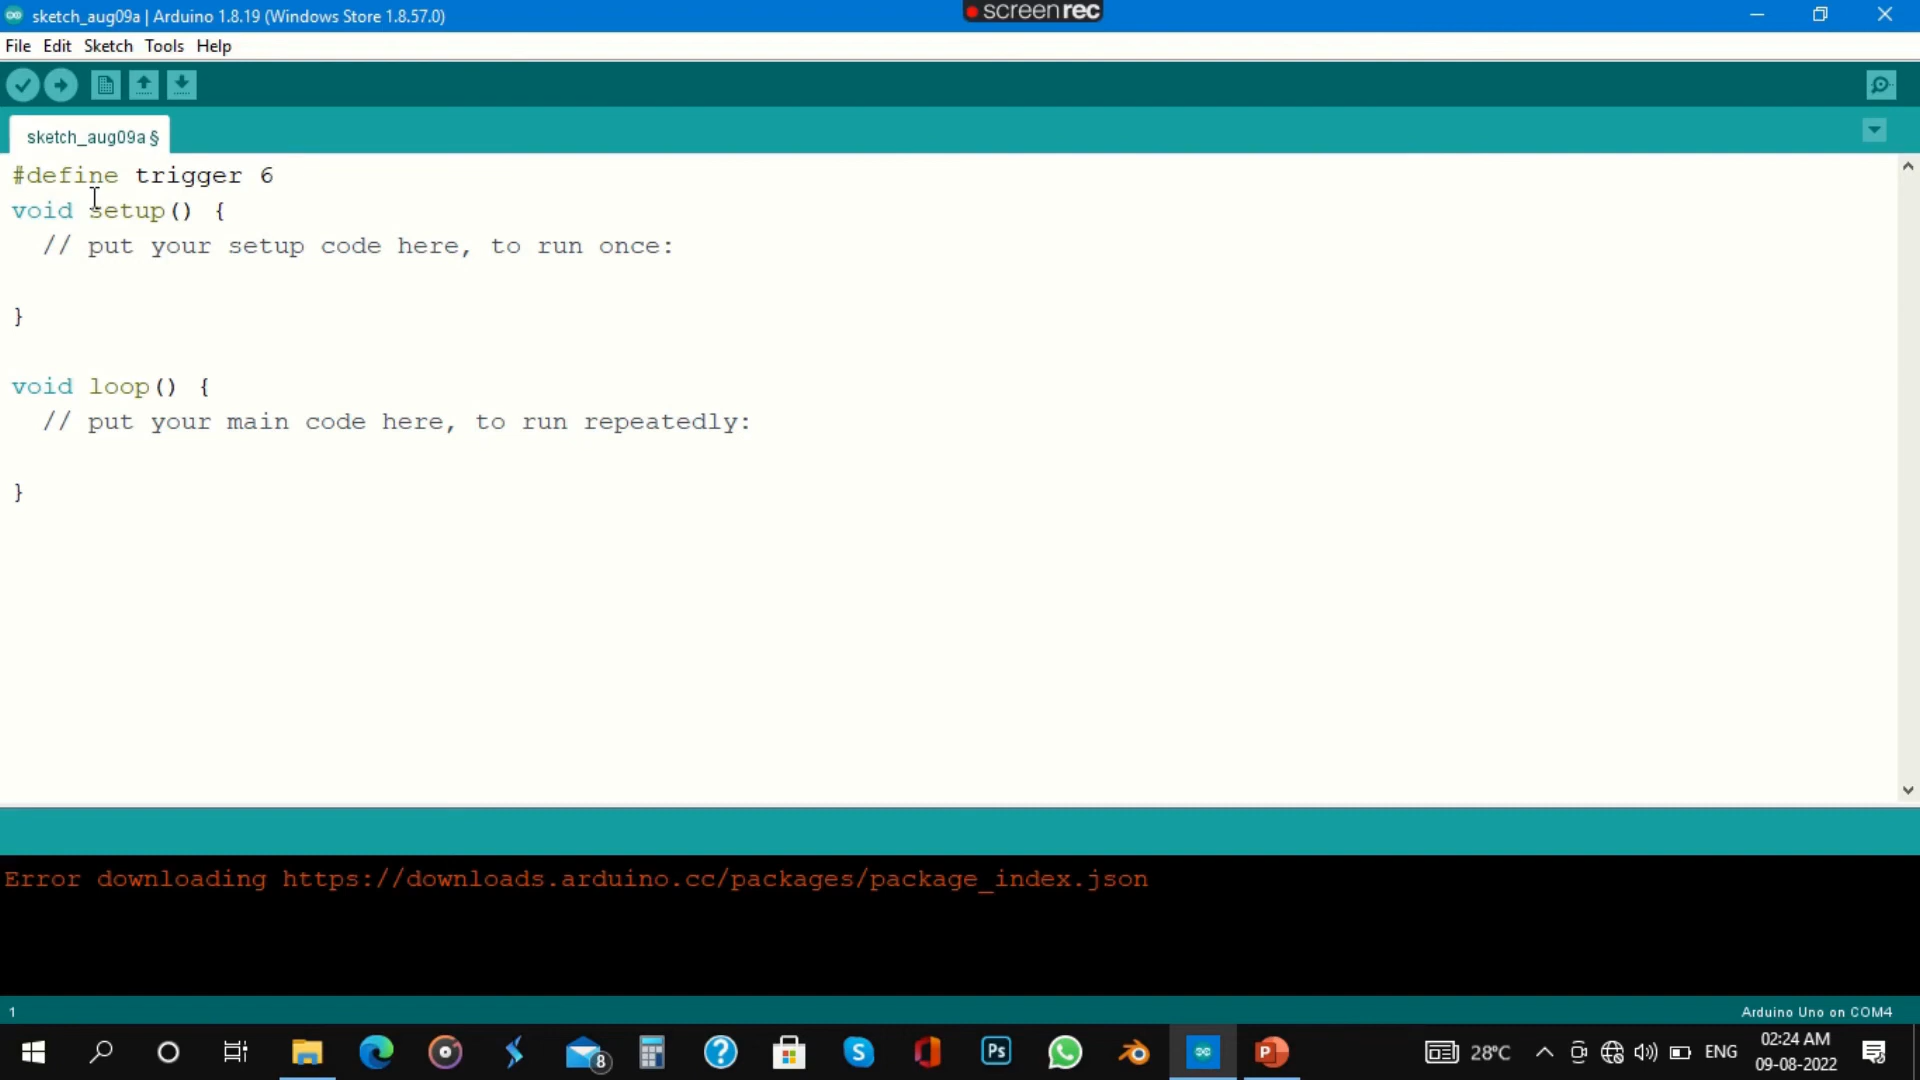 sketch_aug09a | Arduino 1.8.19 (Windows Store 1.8.57.0)
screenrec
File Edit Sketch Tools Help
sketch_aug09a §
#define trigger 6
void setup() {
  // put your setup code here, to run once:
}
void loop() {
  // put your main code here, to run repeatedly:
}
Error downloading https://downloads.arduino.cc/packages/package_index.json
1
Arduino Uno on COM4
8
Ps
P
28°C
ENG
02:24 AM
09-08-2022